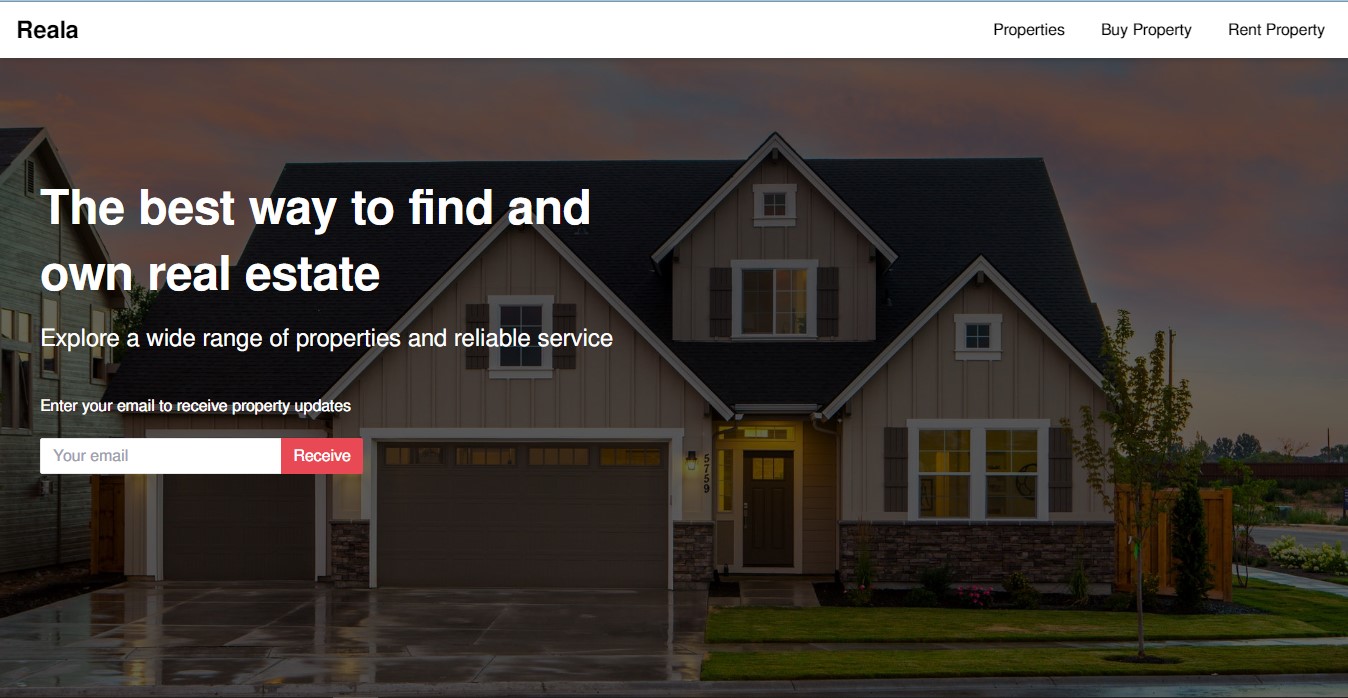 Reala
Properties Buy Property Rent Property
The best way to find and
own real estate
Explore a wide range of properties and reliable service
Enter your email to receive property updates
Your email Receive
5759